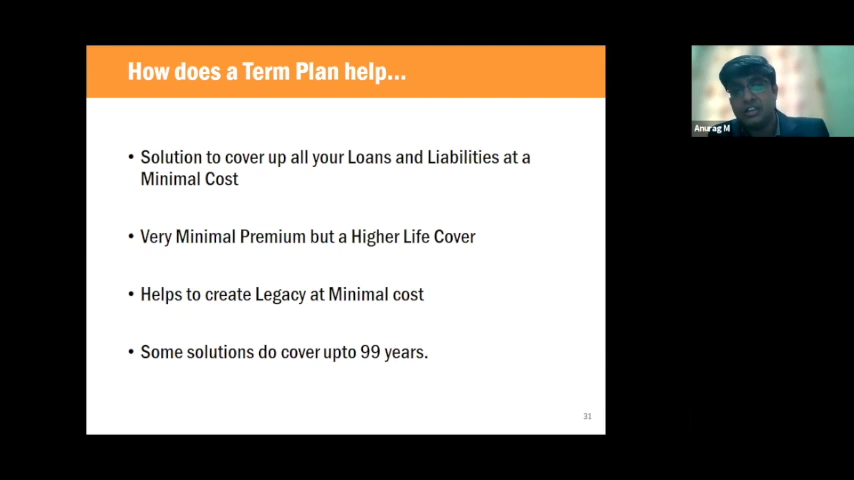 How does a Term Plan help...
• Solution to cover up all your Loans and Liabilities at a
Minimal Cost
• Very Minimal Premium but a Higher Life Cover
• Helps to create Legacy at Minimal cost
• Some solutions do cover upto 99 years.
31
Anurag M